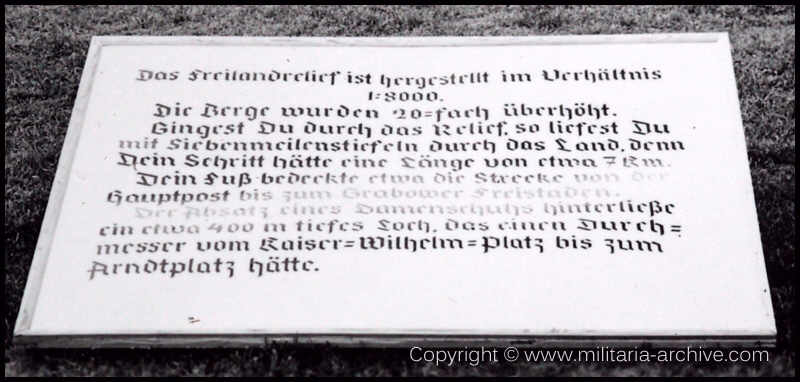 Das Freilandrelief ist hergestellt im Verhältnis
1:8000.
Die Berge wurden 20=fach überhöht.
Gingest Du durch das Relief, so liefest Du
mit Siebenmeilenstiefeln durch das Land, denn
Dein Schritt hätte eine Länge von etwa 7 Km.
Dein Fuß bedeckte etwa die Strecke von der
Hauptpost bis zum Grabower Freistaden.
Der Absatz eines Damenschuhs hinterließe
ein etwa 400 m tiefes Loch, das einen Durch=
messer vom Kaiser=Wilhelm=Platz bis zum
Arndtplatz hätte.
Copyright © www.militaria-archive.com